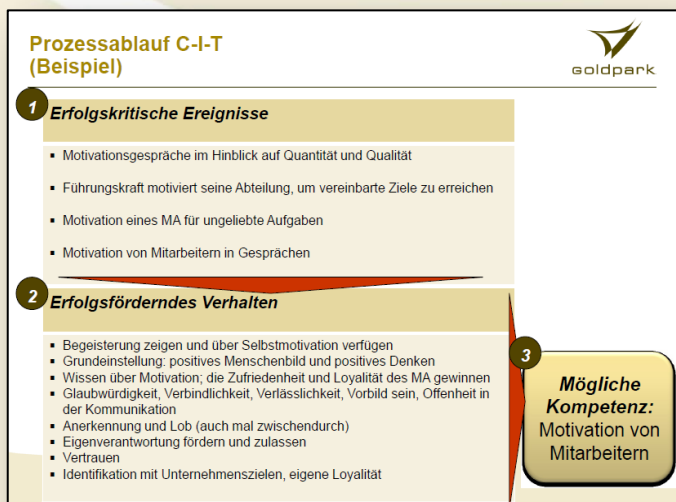 Prozessablauf C-I-T
(Beispiel)
Goldpark
1
Erfolgskritische Ereignisse
▪ Motivationsgespräche im Hinblick auf Quantität und Qualität
▪ Führungskraft motiviert seine Abteilung, um vereinbarte Ziele zu erreichen
▪ Motivation eines MA für ungeliebte Aufgaben
▪ Motivation von Mitarbeitern in Gesprächen
2
Erfolgsförderndes Verhalten
▪ Begeisterung zeigen und über Selbstmotivation verfügen
▪ Grundeinstellung: positives Menschenbild und positives Denken
▪ Wissen über Motivation; die Zufriedenheit und Loyalität des MA gewinnen
▪ Glaubwürdigkeit, Verbindlichkeit, Verlässlichkeit, Vorbild sein, Offenheit in
der Kommunikation
▪ Anerkennung und Lob (auch mal zwischendurch)
▪ Eigenverantwortung fördern und zulassen
▪ Vertrauen
▪ Identifikation mit Unternehmenszielen, eigene Loyalität
3
Mögliche
Kompetenz:
Motivation von
Mitarbeitern